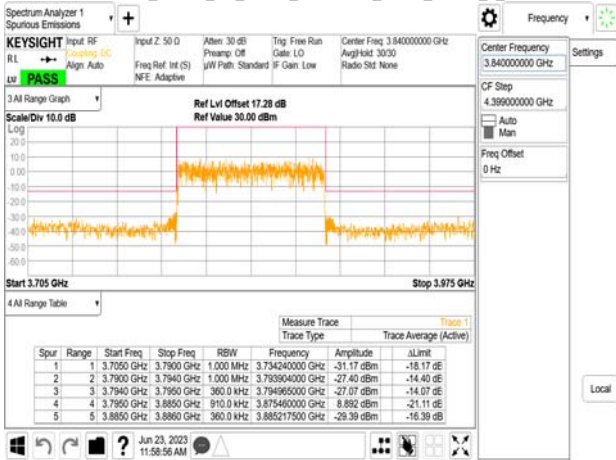 Spectrum Analyzer 1
Spurious Emissions
Frequency
KEYSIGHT
Input: RF
Input Z: 50 Ω
Atten: 30 dB
Trig: Free Run
Center Freq: 3.840000000 GHz
RL
Coupling: DC
Preamp: Off
Gate: LO
Avg|Hold: 30/30
Align: Auto
Freq Ref: Int (S)
µW Path: Standard
IF Gain: Low
Radio Std: None
NFE: Adaptive
PASS
Center Frequency
3.840000000 GHz
Settings
CF Step
4.399000000 GHz
Auto
Man
Freq Offset
0 Hz
Local
3 All Range Graph
Ref Lvl Offset 17.28 dB
Scale/Div 10.0 dB
Ref Value 30.00 dBm
Log
20.0
10.0
0.00
-10.0
-20.0
-30.0
-40.0
-50.0
-60.0
Start 3.705 GHz
Stop 3.975 GHz
4 All Range Table
Measure Trace Trace 1
Trace Type Trace Average (Active)
Spur Range Start Freq Stop Freq RBW Frequency Amplitude ΔLimit
1 1 3.7050 GHz 3.7900 GHz 1.000 MHz 3.734240000 GHz -31.17 dBm -18.17 dB
2 2 3.7900 GHz 3.7940 GHz 1.000 MHz 3.793904000 GHz -27.40 dBm -14.40 dB
3 3 3.7940 GHz 3.7950 GHz 360.0 kHz 3.794965000 GHz -27.07 dBm -14.07 dB
4 4 3.7950 GHz 3.8850 GHz 910.0 kHz 3.875460000 GHz 8.892 dBm -21.11 dB
5 5 3.8850 GHz 3.8860 GHz 360.0 kHz 3.885217500 GHz -29.39 dBm -16.39 dB
Jun 23, 2023
11:58:56 AM